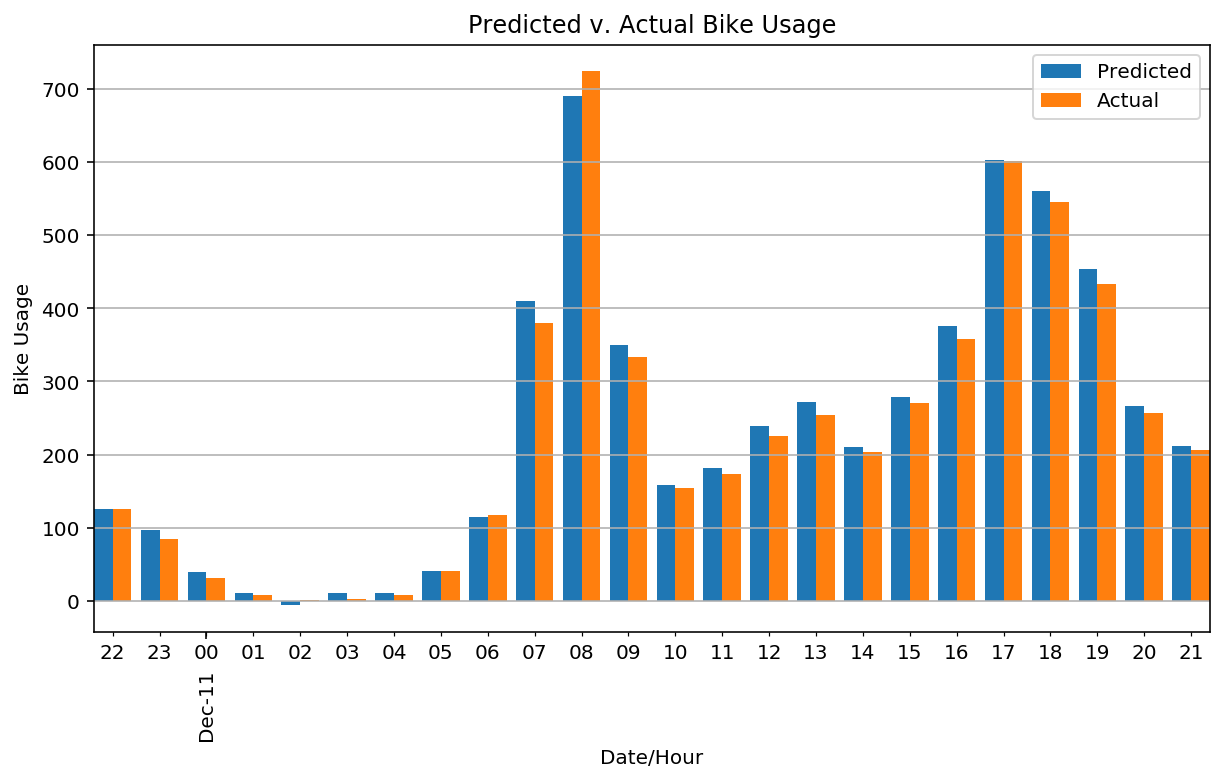 Predicted v. Actual Bike Usage
Predicted
Actual
700
600
500
400
300
200
100
0
Bike Usage
22 23 00 01 02 03 04 05 06 07 08 09 10 11 12 13 14 15 16 17 18 19 20 21
Dec-11
Date/Hour